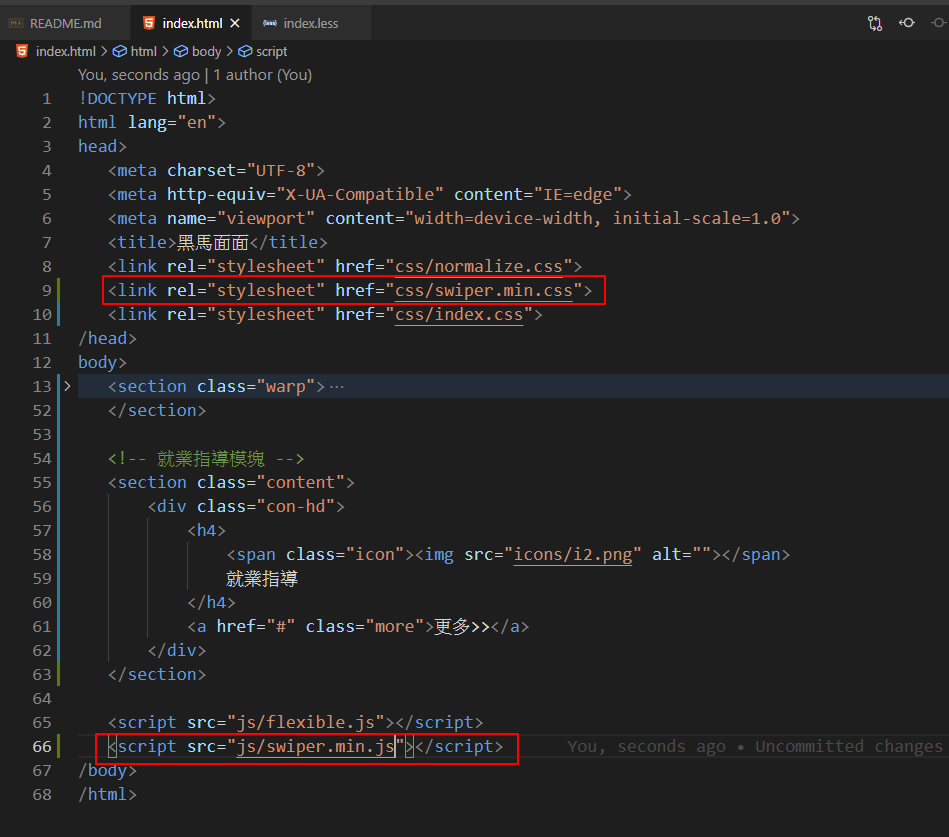 README.md index.html index.less
index.html > html > body > script
You, seconds ago | 1 author (You)
1 !DOCTYPE html>
2 html lang="en">
3 head>
4 <meta charset="UTF-8">
5 <meta http-equiv="X-UA-Compatible" content="IE=edge">
6 <meta name="viewport" content="width=device-width, initial-scale=1.0">
7 <title>黑馬面面</title>
8 <link rel="stylesheet" href="css/normalize.css">
9 <link rel="stylesheet" href="css/swiper.min.css">
10 <link rel="stylesheet" href="css/index.css">
11 /head>
12 body>
13 <section class="warp">···
52 </section>
53
54 <!-- 就業指導模塊 -->
55 <section class="content">
56 <div class="con-hd">
57 <h4>
58 <span class="icon"><img src="icons/i2.png" alt=""></span>
59 就業指導
60 </h4>
61 <a href="#" class="more">更多>></a>
62 </div>
63 </section>
64
65 <script src="js/flexible.js"></script>
66 <script src="js/swiper.min.js"></script> You, seconds ago • Uncommitted changes
67 /body>
68 /html>